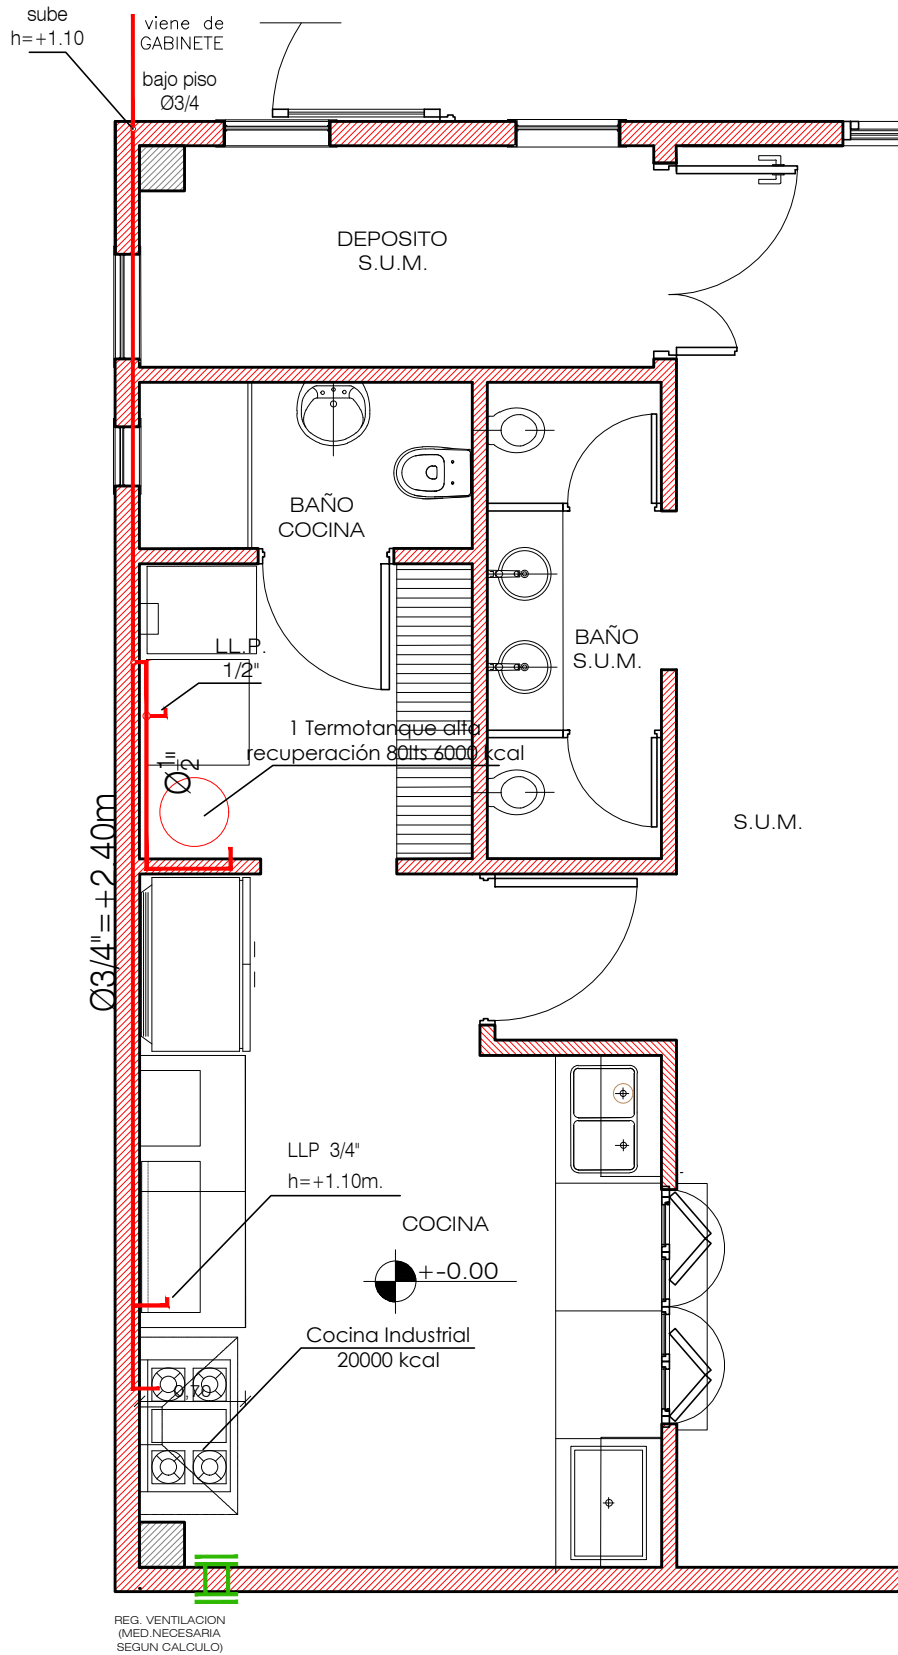 sube
h=+1.10
viene de
GABINETE
bajo piso
Ø3/4
DEPOSITO
S.U.M.
BAÑO
COCINA
LL.P.
1/2"
BAÑO
S.U.M.
1 Termotanque alta
recuperación 80lts 6000 kcal
Ø1/2"
S.U.M.
Ø3/4"=+2.40m
LLP 3/4"
h=+1.10m.
COCINA
+-0.00
Cocina Industrial
20000 kcal
0,70
REG. VENTILACION
(MED.NECESARIA
SEGUN CALCULO)